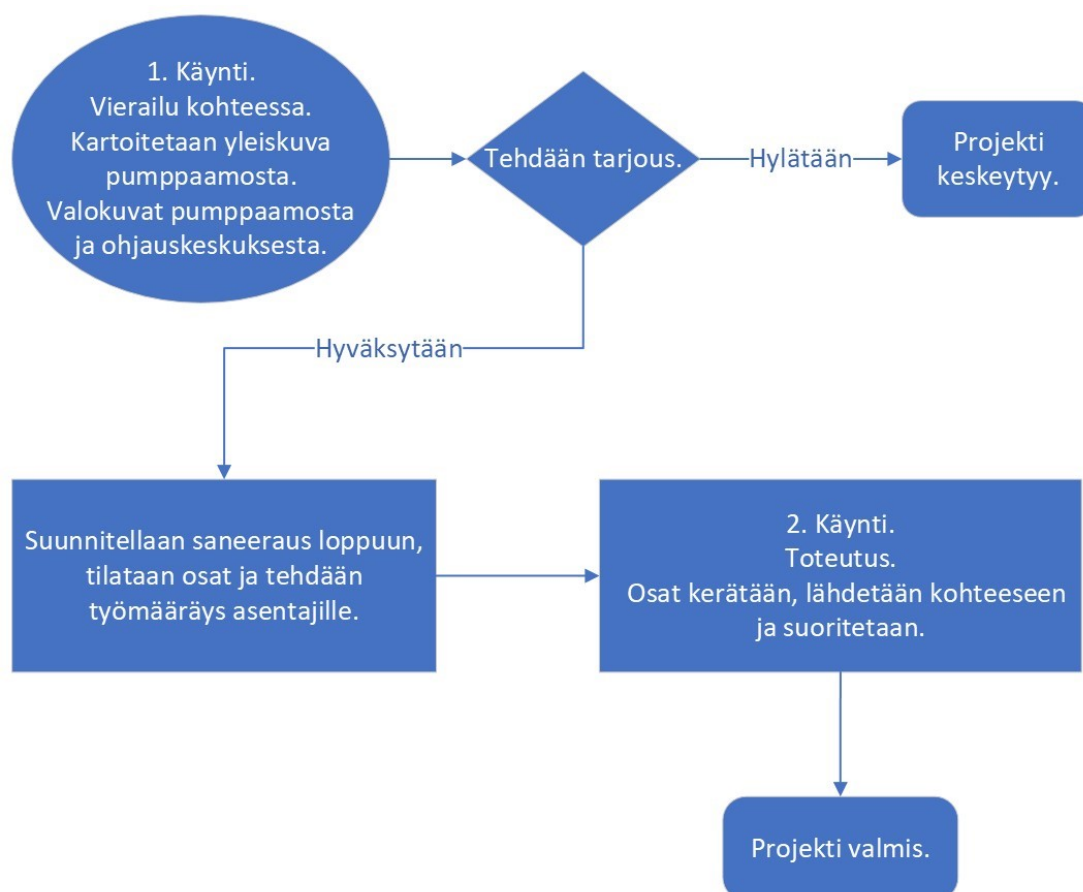 1. Käynti.
Vierailu kohteessa.
Kartoitetaan yleiskuva
pumppaamosta.
Valokuvat pumppaamosta
ja ohjauskeskuksesta.
Tehdään tarjous.
Hylätään
Projekti
keskeytyy.
Hyväksytään
Suunnitellaan saneeraus loppuun,
tilataan osat ja tehdään
työmääräys asentajille.
2. Käynti.
Toteutus.
Osat kerätään, lähdetään kohteeseen
ja suoritetaan.
Projekti valmis.